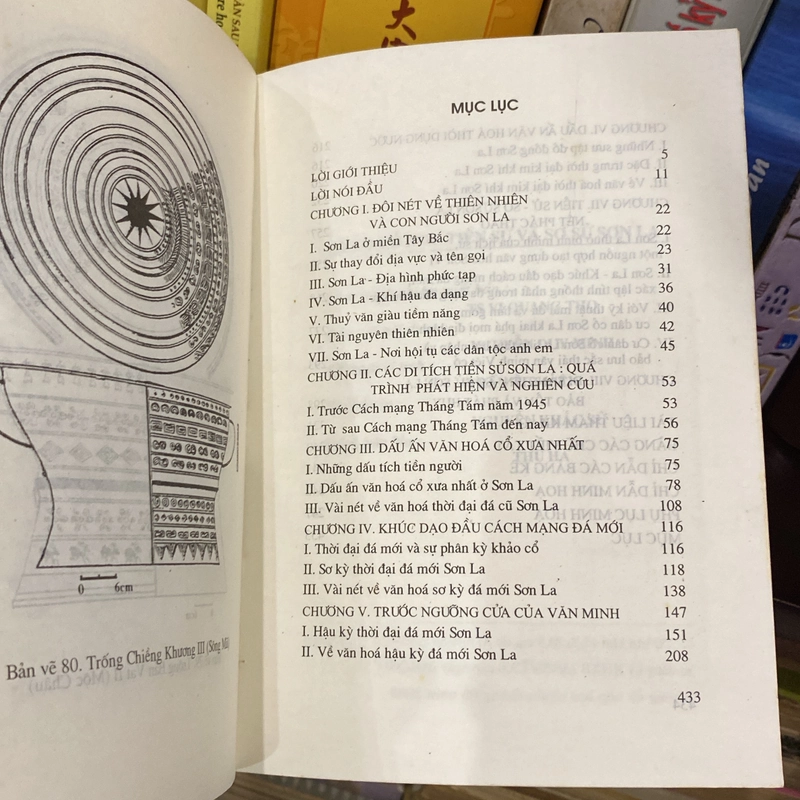 0 6cm
Bản vẽ 80. Trống Chiềng Khương III (Sông Mã)
MỤC LỤC
LỜI GIỚI THIỆU 5
LỜI NÓI ĐẦU 11
CHƯƠNG I. ĐÔI NÉT VỀ THIÊN NHIÊN
VÀ CON NGƯỜI SƠN LA 22
I. Sơn La ở miền Tây Bắc 22
II. Sự thay đổi địa vực và tên gọi 23
III. Sơn La - Địa hình phức tạp 31
IV. Sơn La - Khí hậu đa dạng 36
V. Thuỷ văn giàu tiềm năng 40
VI. Tài nguyên thiên nhiên 42
VII. Sơn La - Nơi hội tụ các dân tộc anh em 45
CHƯƠNG II. CÁC DI TÍCH TIỀN SỬ SƠN LA : QUÁ
TRÌNH PHÁT HIỆN VÀ NGHIÊN CỨU 53
I. Trước Cách mạng Tháng Tám năm 1945 53
II. Từ sau Cách mạng Tháng Tám đến nay 56
CHƯƠNG III. DẤU ẤN VĂN HOÁ CỔ XƯA NHẤT 75
I. Những dấu tích tiền người 75
II. Dấu ấn văn hoá cổ xưa nhất ở Sơn La 78
III. Vài nét về văn hoá thời đại đá cũ Sơn La 108
CHƯƠNG IV. KHÚC DẠO ĐẦU CÁCH MẠNG ĐÁ MỚI 116
I. Thời đại đá mới và sự phân kỳ khảo cổ 116
II. Sơ kỳ thời đại đá mới Sơn La 118
III. Vài nét về văn hoá sơ kỳ đá mới Sơn La 138
CHƯƠNG V. TRƯỚC NGƯỠNG CỬA CỦA VĂN MINH 147
I. Hậu kỳ thời đại đá mới Sơn La 151
II. Về văn hoá hậu kỳ đá mới Sơn La 208
433